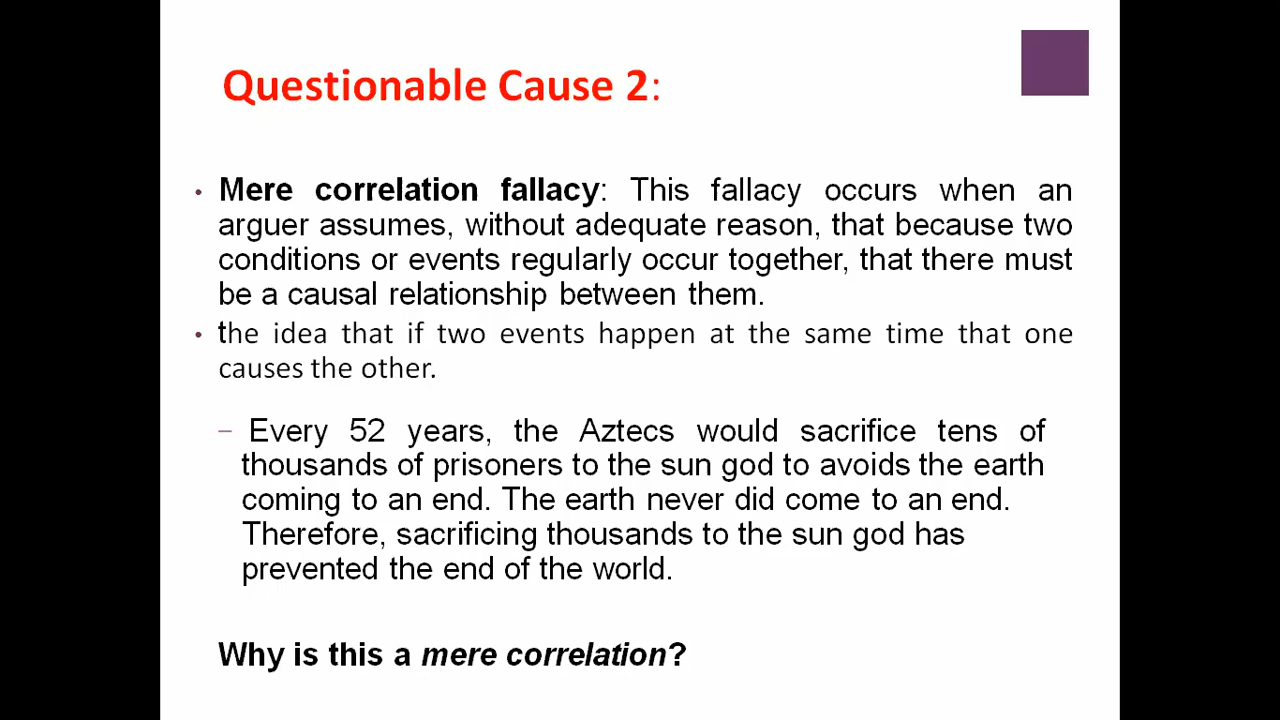 Questionable Cause 2:
• Mere correlation fallacy: This fallacy occurs when an
arguer assumes, without adequate reason, that because two
conditions or events regularly occur together, that there must
be a causal relationship between them.
• the idea that if two events happen at the same time that one
causes the other.
– Every 52 years, the Aztecs would sacrifice tens of
thousands of prisoners to the sun god to avoids the earth
coming to an end. The earth never did come to an end.
Therefore, sacrificing thousands to the sun god has
prevented the end of the world.
Why is this a mere correlation?